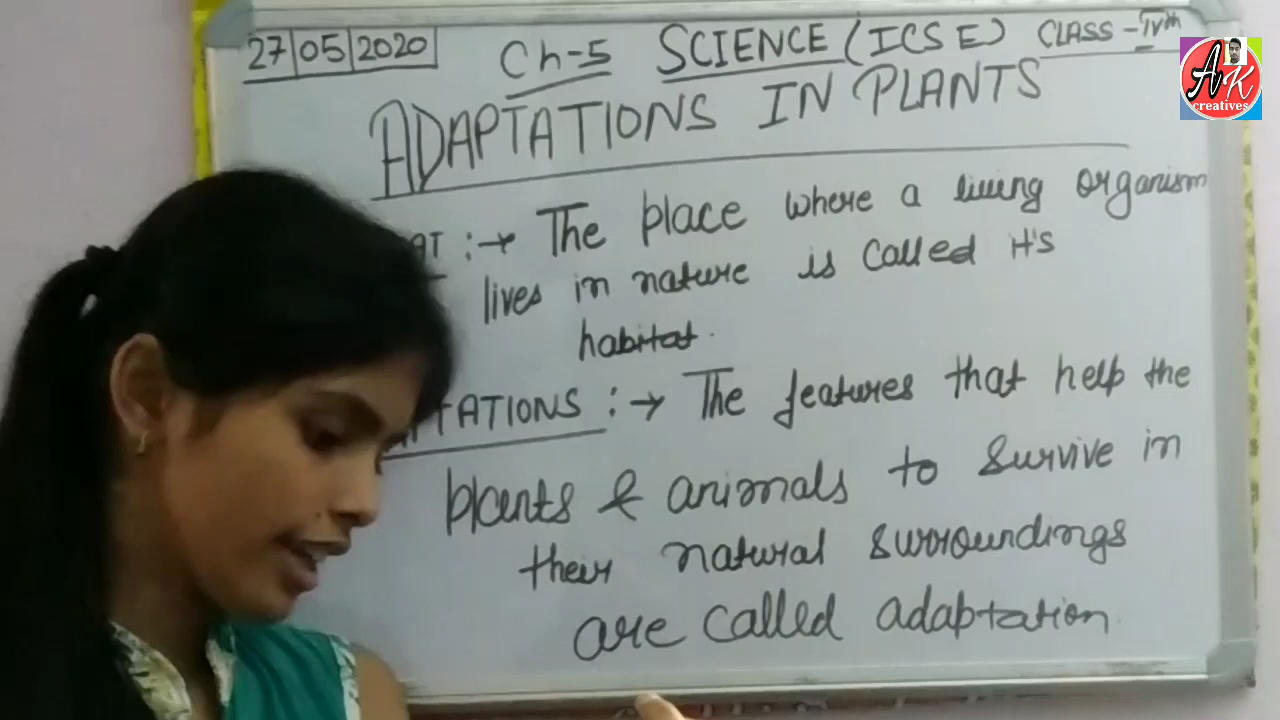 27 05 2020 Ch-5 SCIENCE (ICSE) CLASS - IVth
ADAPTATIONS IN PLANTS
AK
creatives
AT :→ The place where a living organism
lives in nature is called it's
habitat.
TATIONS :→ The features that help the
plants & animals to survive in
their natural surroundings
are called adaptation.